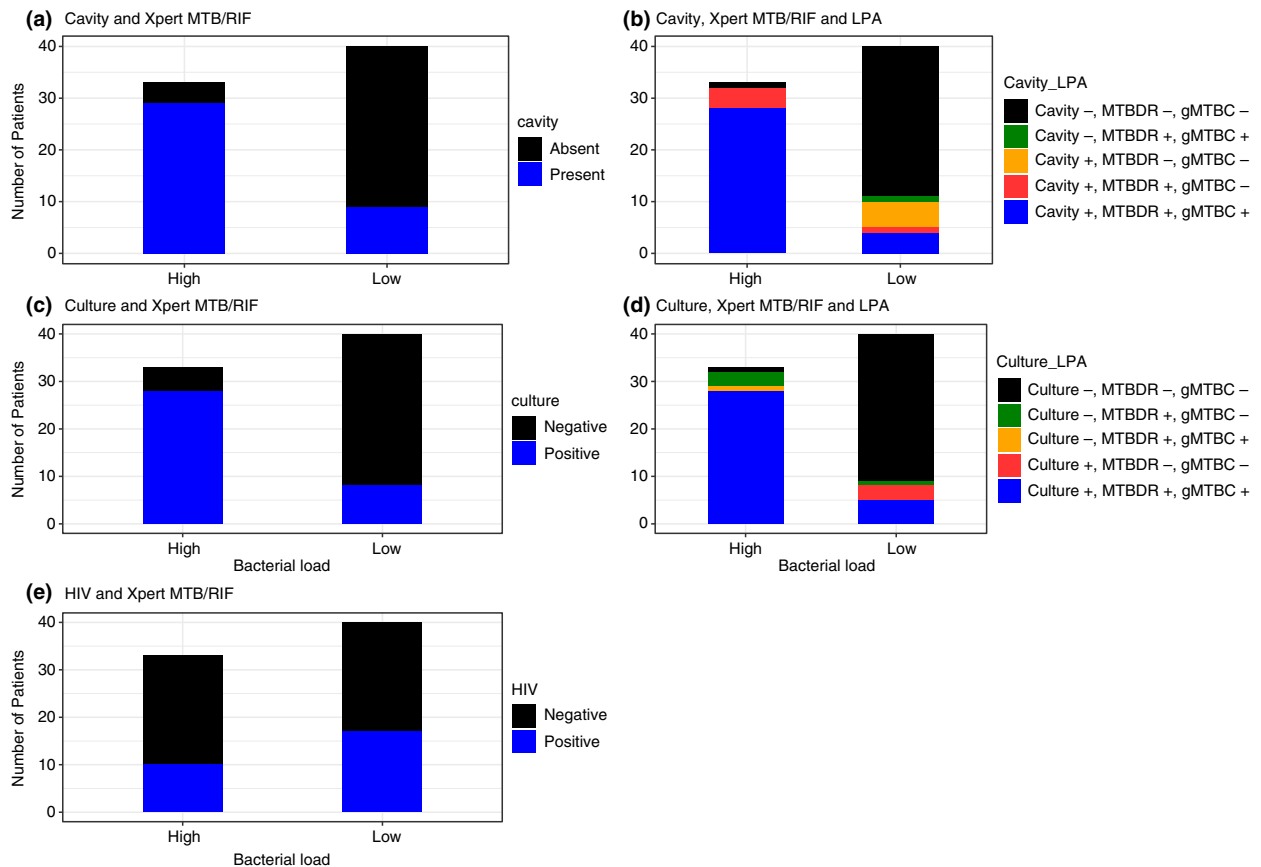 (a) Cavity and Xpert MTB/RIF
Number of Patients
40
30
20
10
0
High Low
cavity
Absent
Present
(b) Cavity, Xpert MTB/RIF and LPA
40
30
20
10
0
High Low
Cavity_LPA
Cavity –, MTBDR –, gMTBC –
Cavity –, MTBDR +, gMTBC +
Cavity +, MTBDR –, gMTBC –
Cavity +, MTBDR +, gMTBC –
Cavity +, MTBDR +, gMTBC +
(c) Culture and Xpert MTB/RIF
Number of Patients
40
30
20
10
0
High Low
Bacterial load
culture
Negative
Positive
(d) Culture, Xpert MTB/RIF and LPA
40
30
20
10
0
High Low
Bacterial load
Culture_LPA
Culture –, MTBDR –, gMTBC –
Culture –, MTBDR +, gMTBC –
Culture –, MTBDR +, gMTBC +
Culture +, MTBDR –, gMTBC –
Culture +, MTBDR +, gMTBC +
(e) HIV and Xpert MTB/RIF
Number of Patients
40
30
20
10
0
High Low
Bacterial load
HIV
Negative
Positive